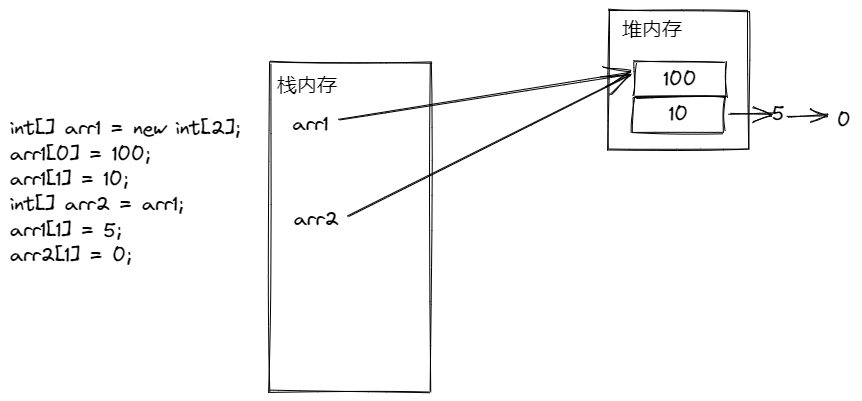 int[] arr1 = new int[2];
arr1[0] = 100;
arr1[1] = 10;
int[] arr2 = arr1;
arr1[1] = 5;
arr2[1] = 0;
栈内存
arr1
arr2
堆内存
100
10
5
0